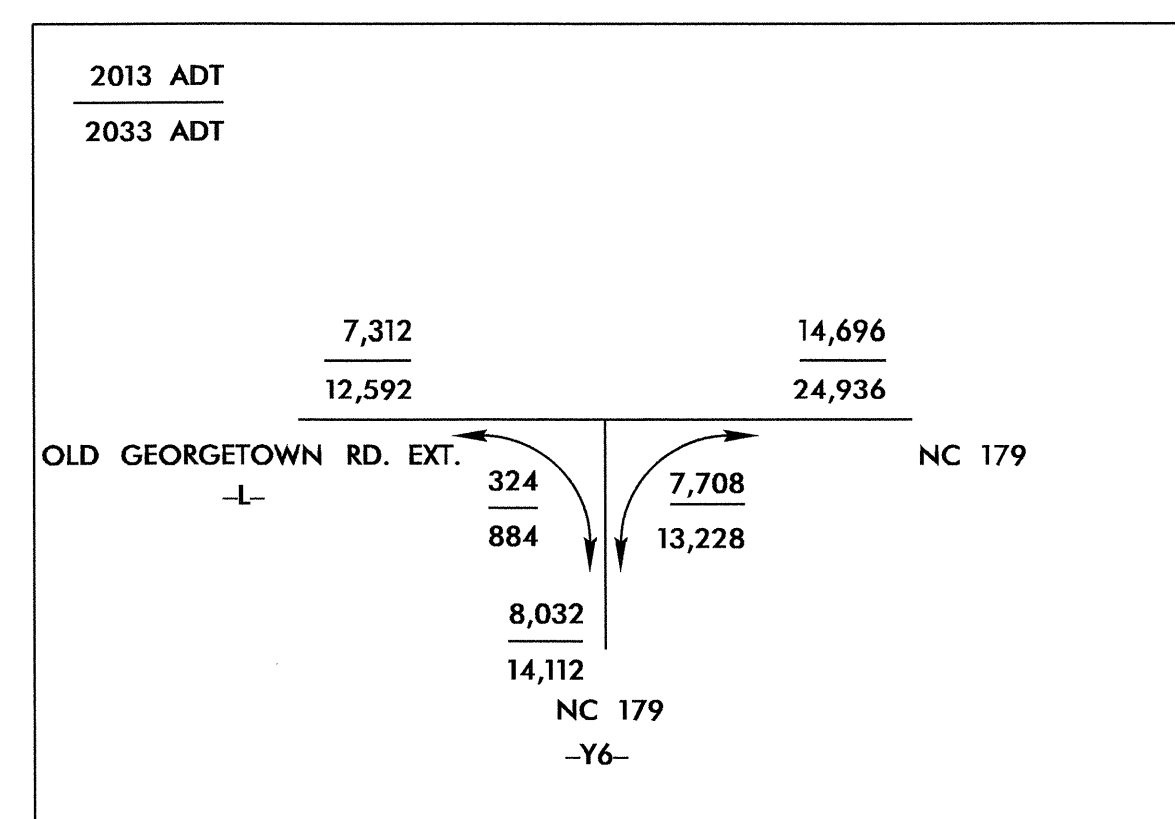 2013 ADT
2033 ADT
7,312
12,592
14,696
24,936
OLD GEORGETOWN RD. EXT.
–L–
NC 179
324
884
7,708
13,228
8,032
14,112
NC 179
–Y6–